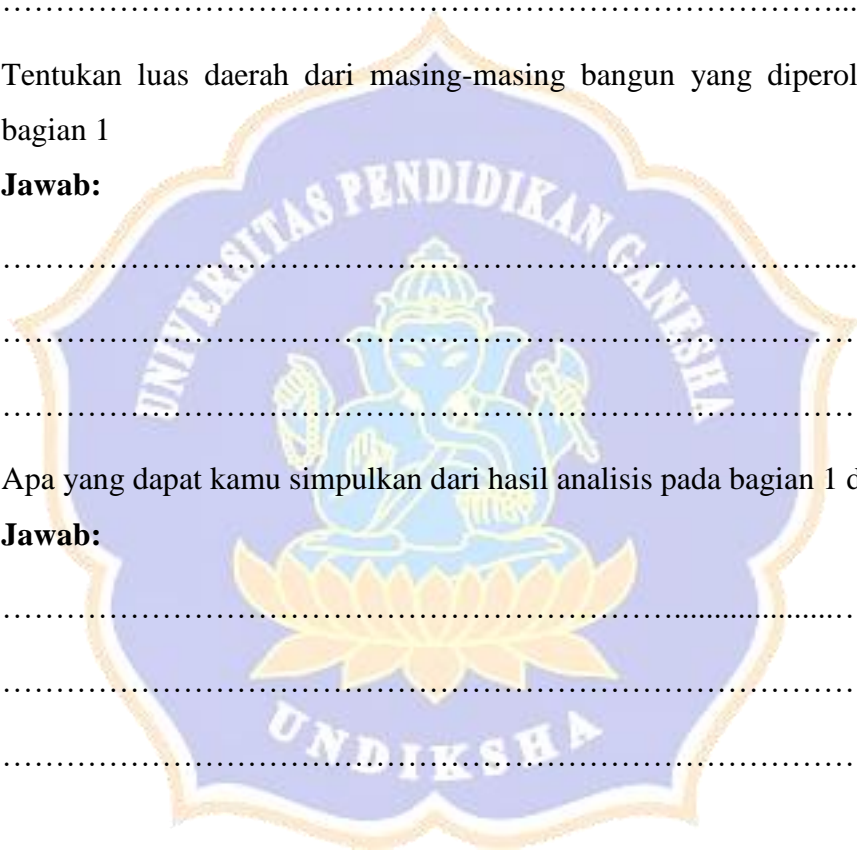 ……………………………………………………………………...
Tentukan luas daerah dari masing-masing bangun yang diperol
bagian 1
Jawab:
UNIVERSITAS PENDIDIKAN GANESHA
……………………………………………………………………...
……………………………………………………………………
……………………………………………………………………
Apa yang dapat kamu simpulkan dari hasil analisis pada bagian 1 d
Jawab:
………………………………………………………......................…
……………………………………………………………………
UNDIKSHA
……………………………………………………………………